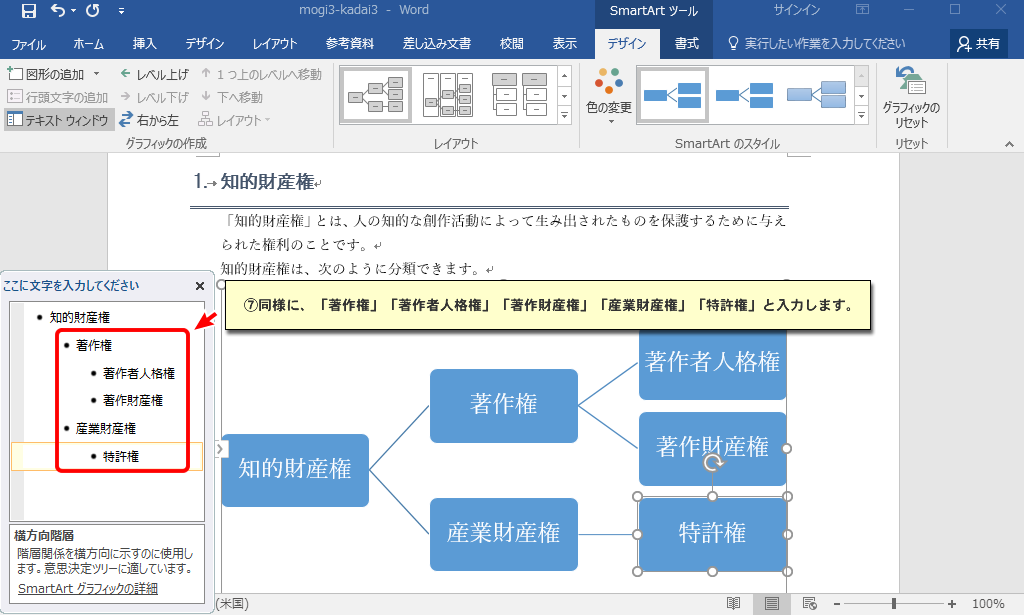 mogi3-kadai3 - Word
SmartArt ツール
サインイン
ファイル
ホーム
挿入
デザイン
レイアウト
参考資料
差し込み文書
校閲
表示
デザイン
書式
実行したい作業を入力してください
共有
図形の追加
レベル上げ
1 つ上のレベルへ移動
行頭文字の追加
レベル下げ
下へ移動
テキスト ウィンドウ
右から左
レイアウト
グラフィックの作成
レイアウト
色の変更
SmartArt のスタイル
グラフィックの
リセット
リセット
1. 知的財産権
「知的財産権」とは、人の知的な創作活動によって生み出されたものを保護するために与え
られた権利のことです。
知的財産権は、次のように分類できます。
⑦同様に、「著作権」「著作者人格権」「著作財産権」「産業財産権」「特許権」と入力します。
ここに文字を入力してください
• 知的財産権
• 著作権
• 著作者人格権
• 著作財産権
• 産業財産権
• 特許権
横方向階層
階層関係を横方向に示すのに使用し
ます。意思決定ツリーに適しています。
SmartArt グラフィックの詳細
知的財産権
著作権
著作者人格権
著作財産権
産業財産権
特許権
(米国)
100%